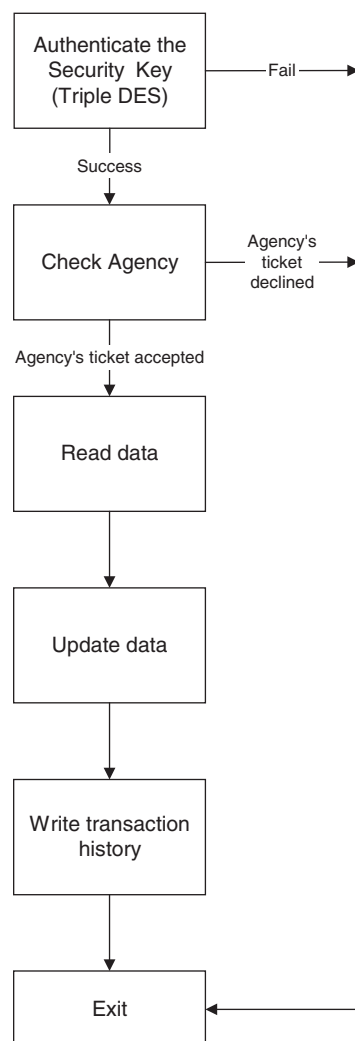 Authenticate the
Security Key
(Triple DES)
Fail
Success
Check Agency
Agency's
ticket
declined
Agency's ticket accepted
Read data
Update data
Write transaction
history
Exit